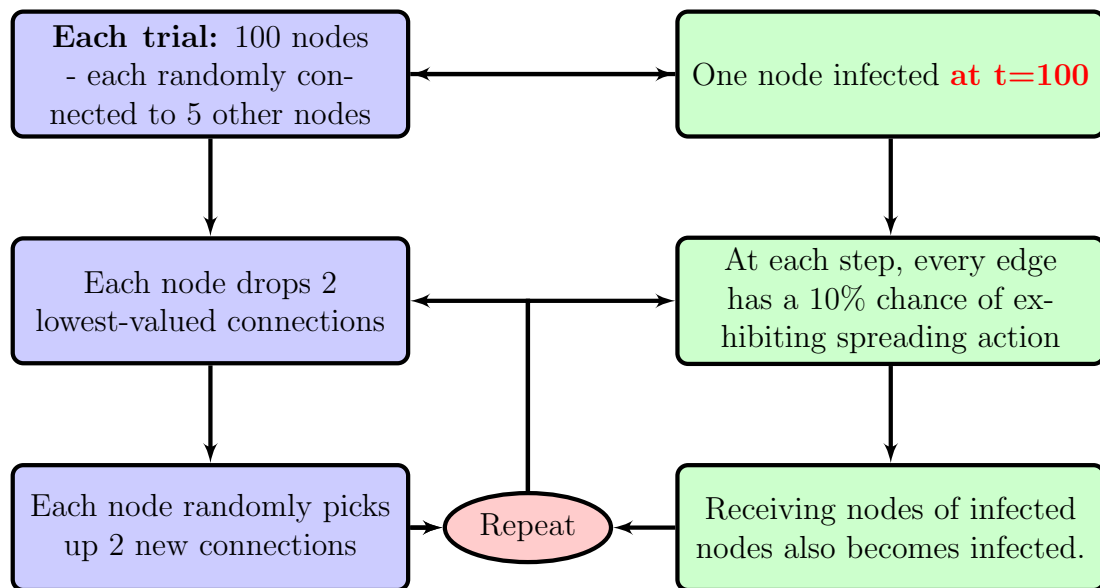 Each trial: 100 nodes
- each randomly con-
nected to 5 other nodes
One node infected at t=100
Each node drops 2
lowest-valued connections
At each step, every edge
has a 10% chance of ex-
hibiting spreading action
Each node randomly picks
up 2 new connections
Repeat
Receiving nodes of infected
nodes also becomes infected.